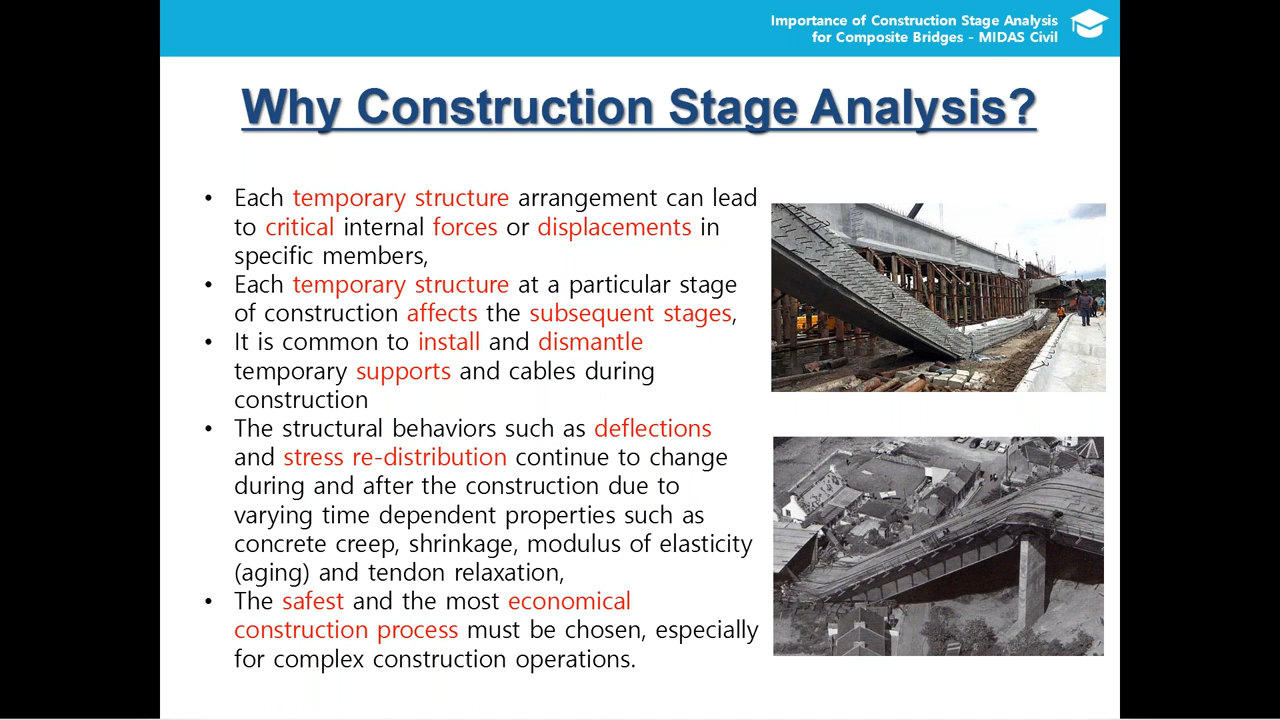 Importance of Construction Stage Analysis
for Composite Bridges - MIDAS Civil
Why Construction Stage Analysis?
• Each temporary structure arrangement can lead
to critical internal forces or displacements in
specific members,
• Each temporary structure at a particular stage
of construction affects the subsequent stages,
• It is common to install and dismantle
temporary supports and cables during
construction
• The structural behaviors such as deflections
and stress re-distribution continue to change
during and after the construction due to
varying time dependent properties such as
concrete creep, shrinkage, modulus of elasticity
(aging) and tendon relaxation,
• The safest and the most economical
construction process must be chosen, especially
for complex construction operations.